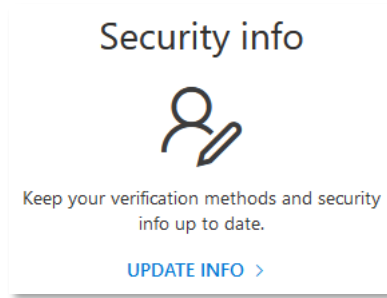 Security info
Keep your verification methods and security
info up to date.
UPDATE INFO >